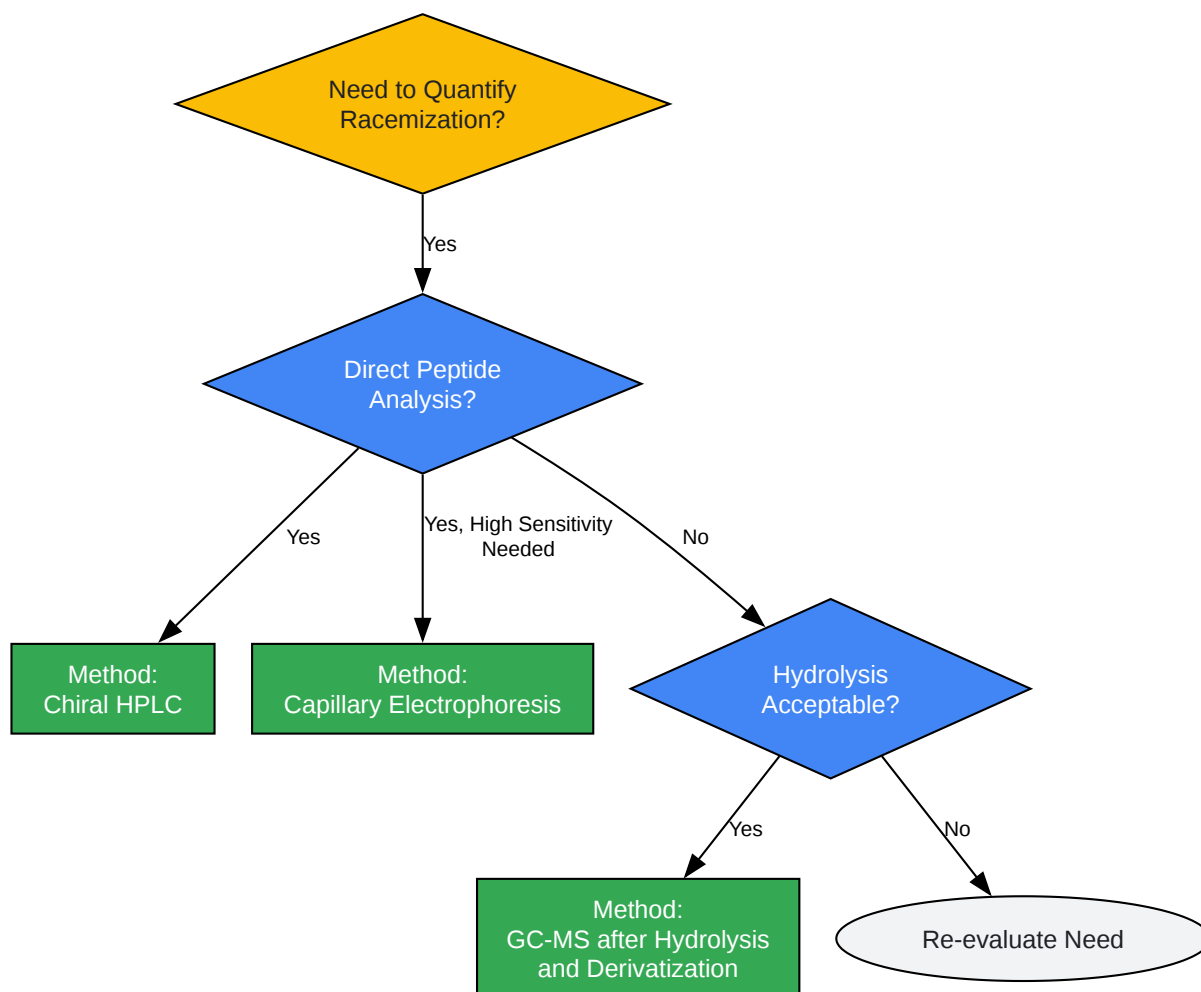 Need to Quantify
Racemization?
Yes
Direct Peptide
Analysis?
Yes
Yes, High Sensitivity
Needed
No
Method:
Chiral HPLC
Method:
Capillary Electrophoresis
Hydrolysis
Acceptable?
Yes
No
Method:
GC-MS after Hydrolysis
and Derivatization
Re-evaluate Need